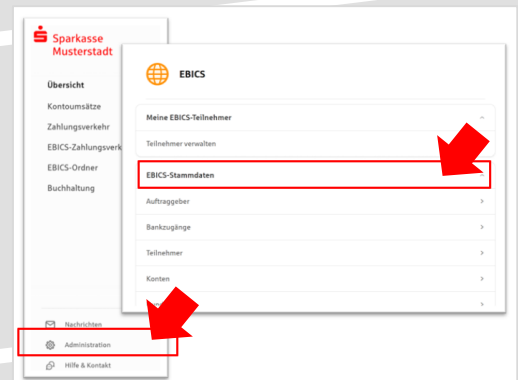 Sparkasse
Musterstadt
Übersicht
Kontoumsätze
Zahlungsverkehr
EBICS-Zahlungsverk
EBICS-Ordner
Buchhaltung
Nachrichten
Administration
Hilfe & Kontakt
EBICS
Meine EBICS-Teilnehmer
Teilnehmer verwalten
EBICS-Stammdaten
Auftraggeber
Bankzugänge
Teilnehmer
Konten